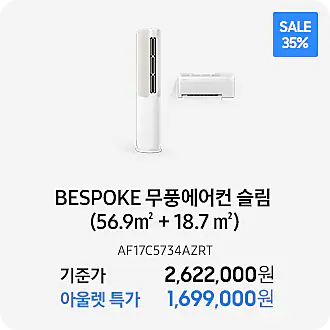 SALE
35%
BESPOKE 무풍에어컨 슬림
(56.9㎡ + 18.7 ㎡)
AF17C5734AZRT
기준가 2,622,000원
아울렛 특가 1,699,000원